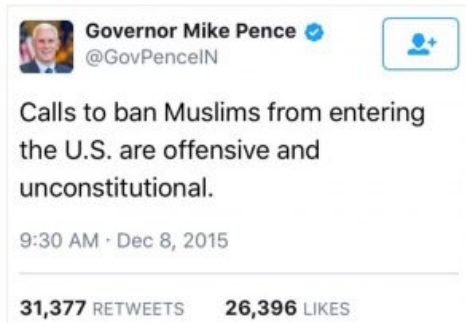 Governor Mike Pence
@GovPenceIN
Calls to ban Muslims from entering
the U.S. are offensive and
unconstitutional.
9:30 AM · Dec 8, 2015
31,377 RETWEETS 26,396 LIKES